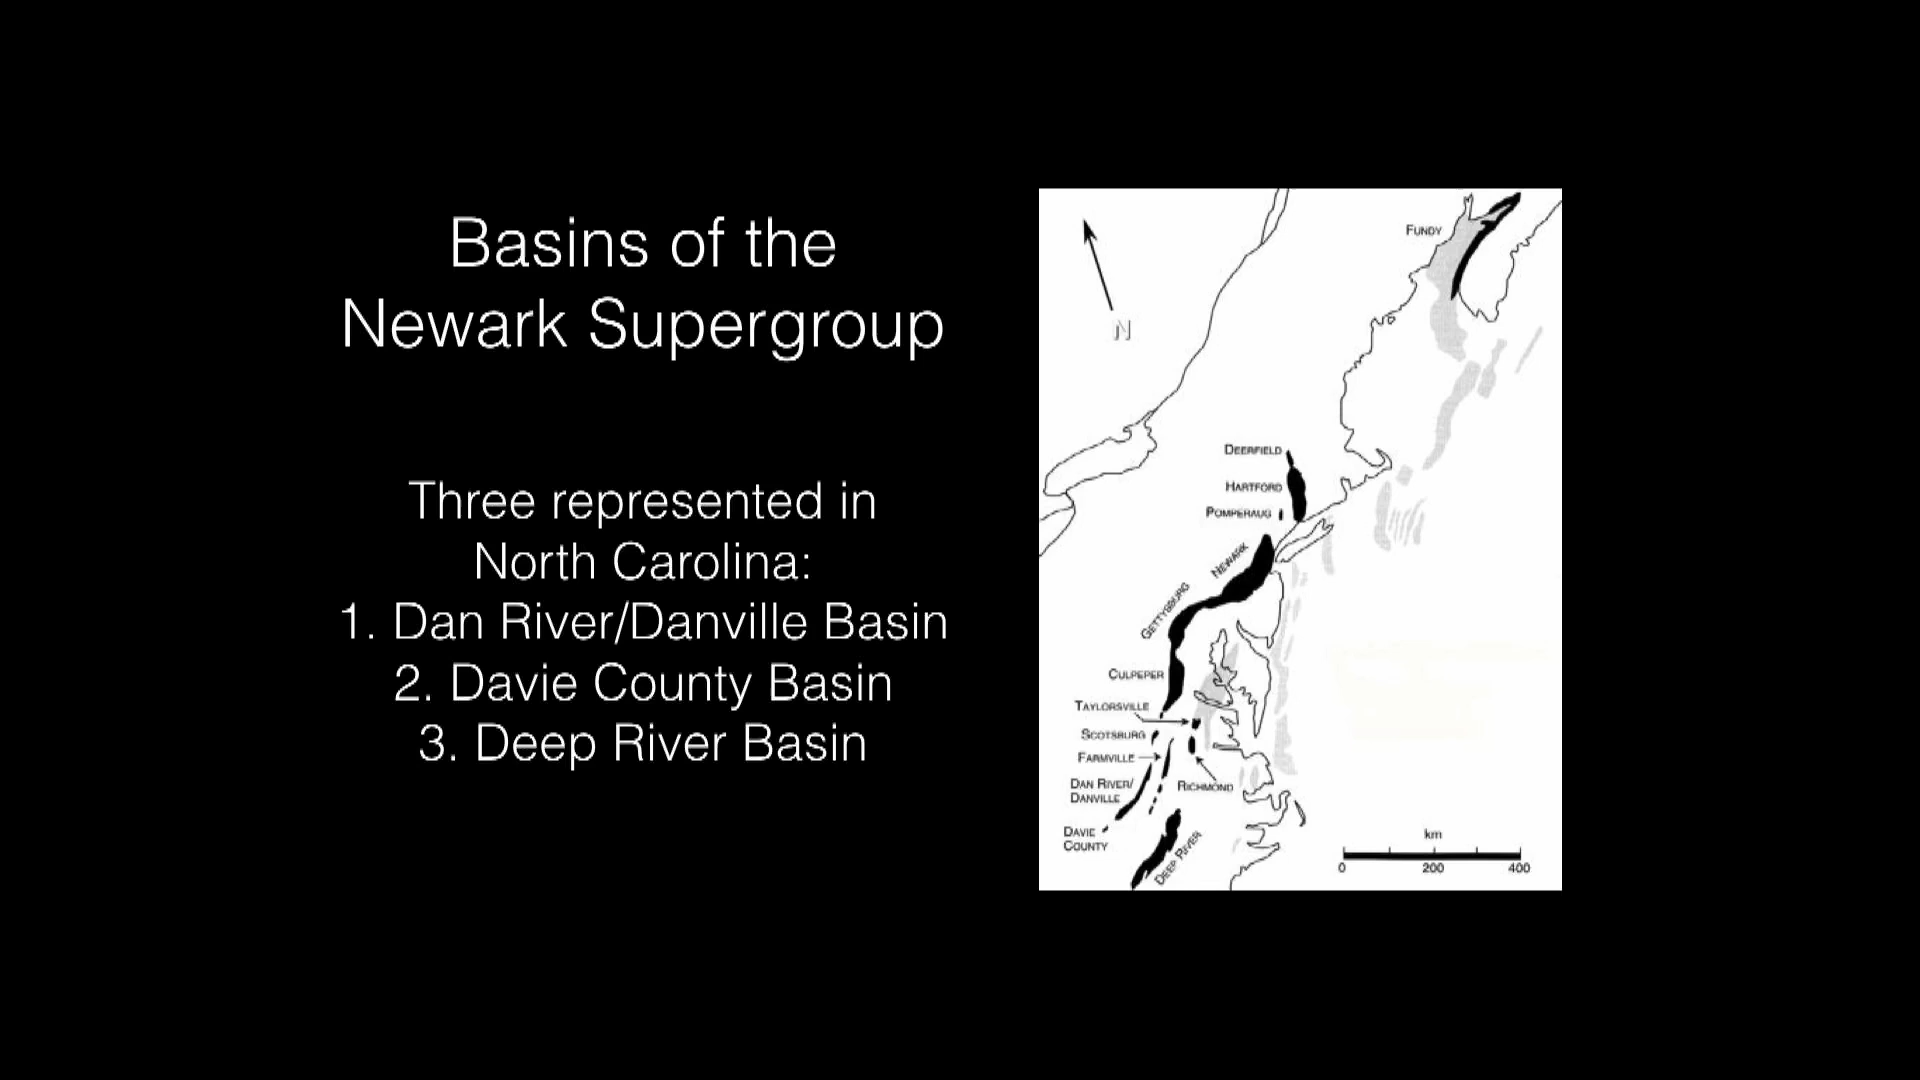 Basins of the
Newark Supergroup
Three represented in
North Carolina:
1. Dan River/Danville Basin
2. Davie County Basin
3. Deep River Basin
N
FUNDY
DEERFIELD
HARTFORD
POMPERAUG
NEWARK
GETTYSBURG
CULPEPER
TAYLORSVILLE
SCOTSBURG
FARMVILLE
DAN RIVER/
DANVILLE
RICHMOND
DAVIE
COUNTY
DEEP RIVER
km
0 200 400